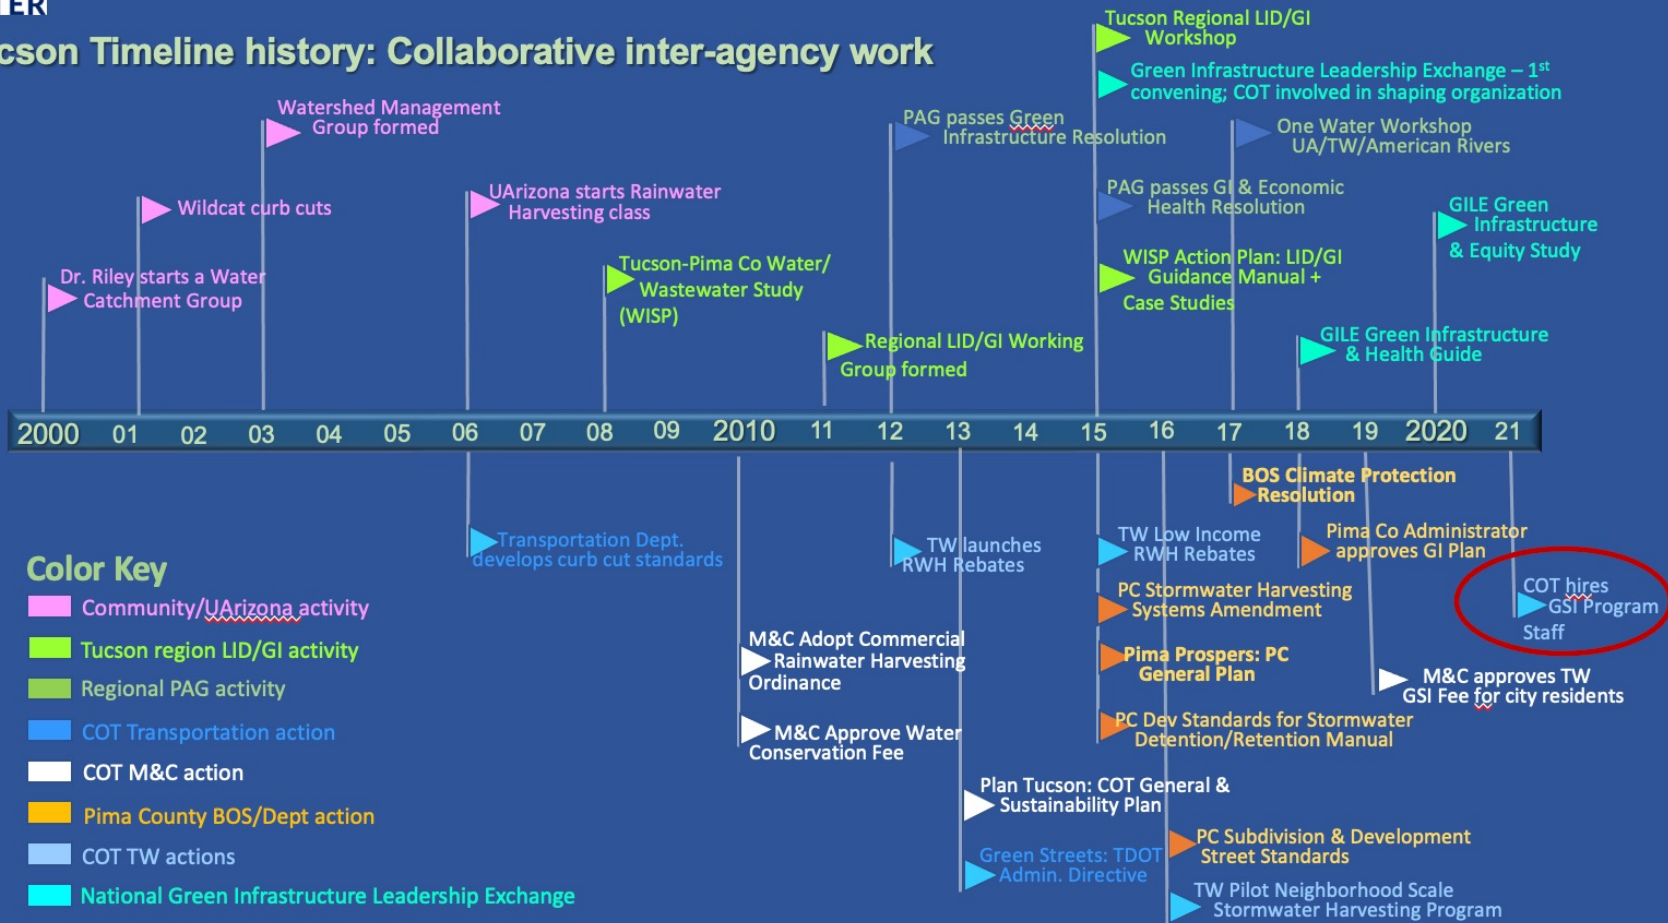 cson Timeline history: Collaborative inter-agency work
Tucson Regional LID/GI
Workshop
Green Infrastructure Leadership Exchange – 1st
convening; COT involved in shaping organization
Watershed Management
Group formed
PAG passes Green
Infrastructure Resolution
One Water Workshop
UA/TW/American Rivers
Wildcat curb cuts
UArizona starts Rainwater
Harvesting class
PAG passes GI & Economic
Health Resolution
GILE Green
Infrastructure
& Equity Study
Dr. Riley starts a Water
Catchment Group
Tucson-Pima Co Water/
Wastewater Study
(WISP)
WISP Action Plan: LID/GI
Guidance Manual +
Case Studies
Regional LID/GI Working
Group formed
GILE Green Infrastructure
& Health Guide
2000 01 02 03 04 05 06 07 08 09 2010 11 12 13 14 15 16 17 18 19 2020 21
BOS Climate Protection
Resolution
Transportation Dept.
develops curb cut standards
TW launches
RWH Rebates
TW Low Income
RWH Rebates
Pima Co Administrator
approves GI Plan
PC Stormwater Harvesting
Systems Amendment
COT hires
GSI Program
Staff
M&C Adopt Commercial
Rainwater Harvesting
Ordinance
Pima Prospers: PC
General Plan
M&C approves TW
GSI Fee for city residents
M&C Approve Water
Conservation Fee
PC Dev Standards for Stormwater
Detention/Retention Manual
Plan Tucson: COT General &
Sustainability Plan
Green Streets: TDOT
Admin. Directive
PC Subdivision & Development
Street Standards
TW Pilot Neighborhood Scale
Stormwater Harvesting Program
Color Key
Community/UArizona activity
Tucson region LID/GI activity
Regional PAG activity
COT Transportation action
COT M&C action
Pima County BOS/Dept action
COT TW actions
National Green Infrastructure Leadership Exchange